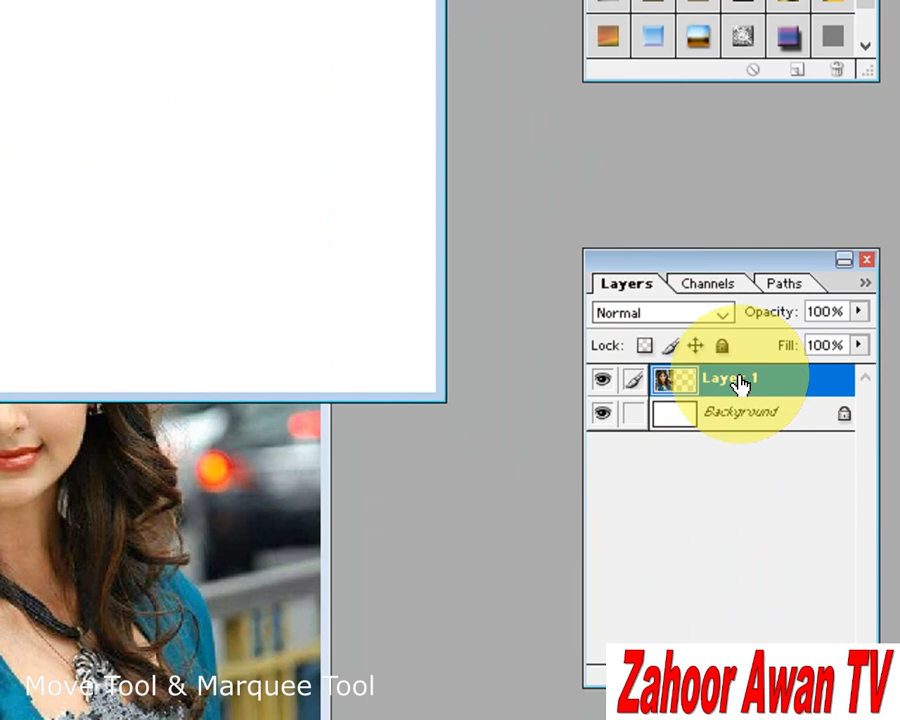 Layers Channels Paths
Normal Opacity: 100%
Lock: Fill: 100%
Layer 1
Background
Move Tool & Marquee Tool
Zahoor Awan TV